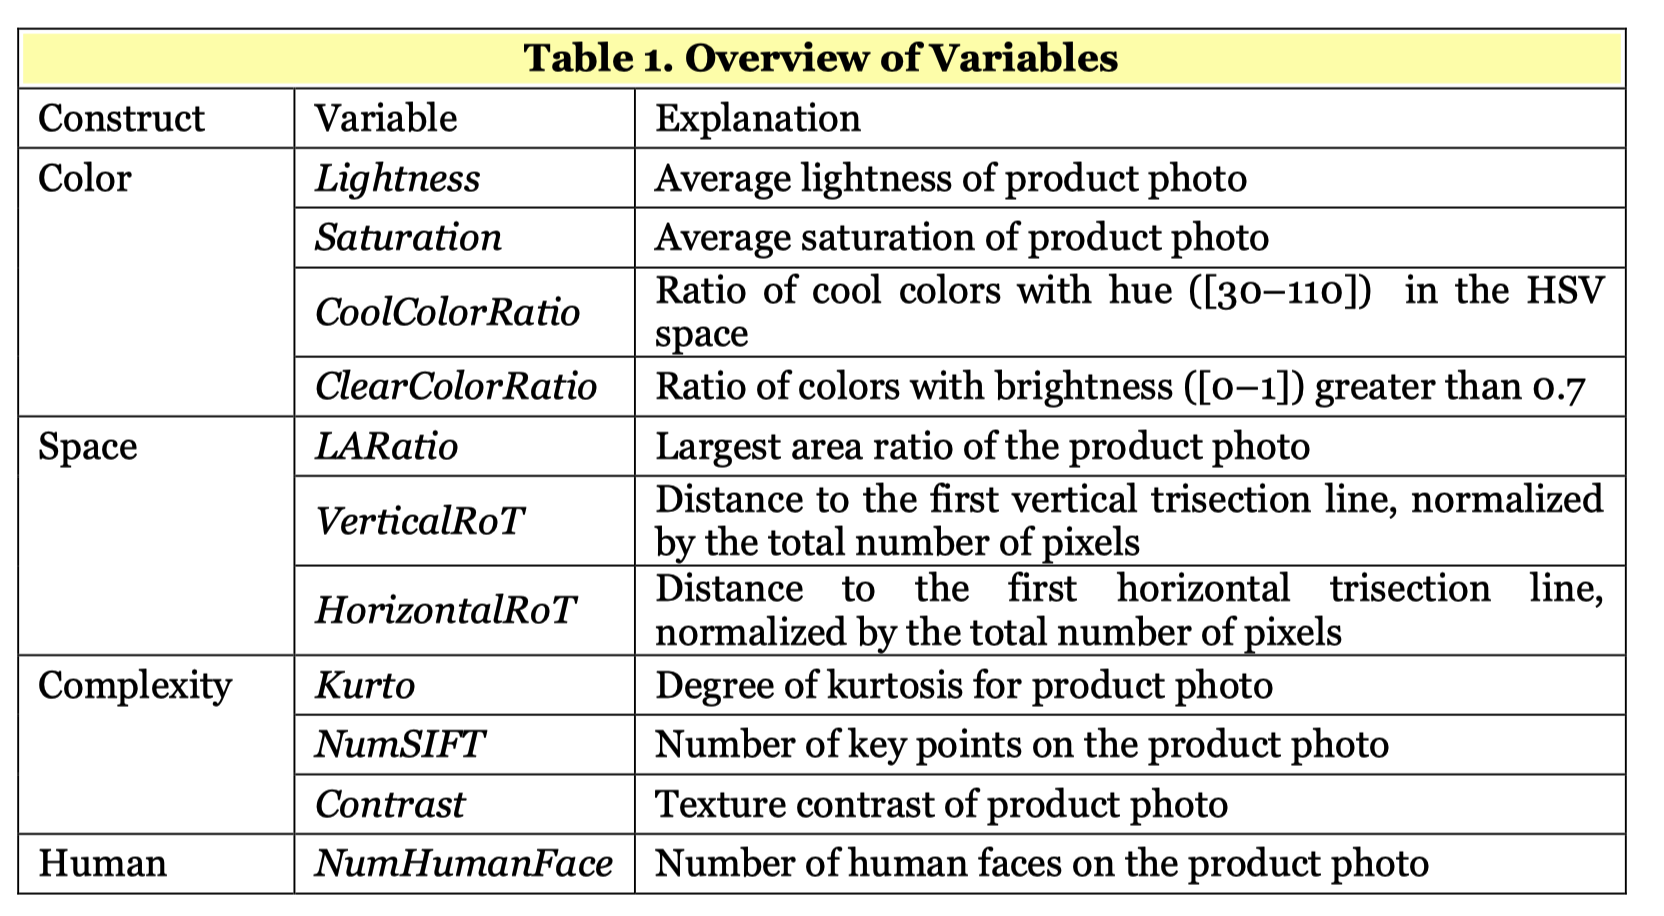 Table 1. Overview of Variables
Construct Variable Explanation
Color Lightness Average lightness of product photo
Saturation Average saturation of product photo
CoolColorRatio Ratio of cool colors with hue ([30–110]) in the HSV
space
ClearColorRatio Ratio of colors with brightness ([0–1]) greater than 0.7
Space LARatio Largest area ratio of the product photo
VerticalRoT Distance to the first vertical trisection line, normalized
by the total number of pixels
HorizontalRoT Distance to the first horizontal trisection line,
normalized by the total number of pixels
Complexity Kurto Degree of kurtosis for product photo
NumSIFT Number of key points on the product photo
Contrast Texture contrast of product photo
Human NumHumanFace Number of human faces on the product photo